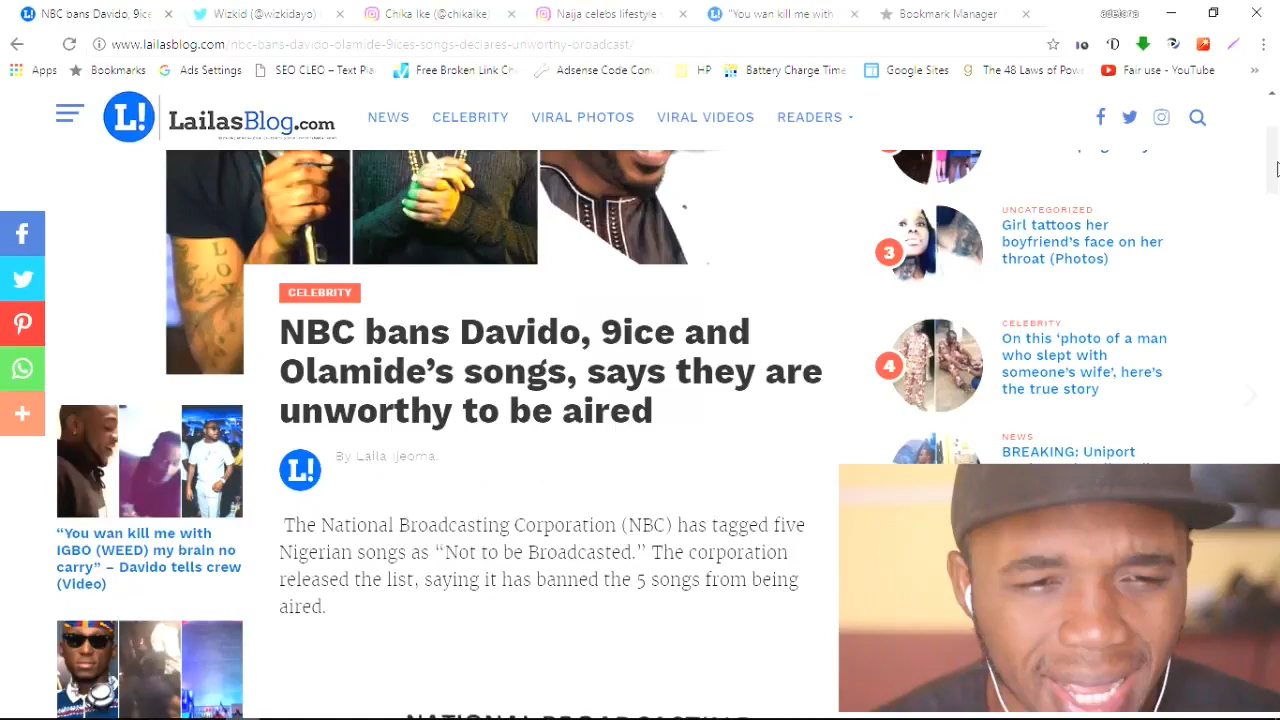 NBC bans Davido, 9ice
Wizkid (@wizkidayo)
Chika Ike (@chikaike)
Naija celebs lifestyle
"You wan kill me with
Bookmark Manager
www.lailasblog.com/nbc-bans-davido-olamide-9ices-songs-declares-unworthy-broadcast/
Apps
Bookmarks
Ads Settings
SEO CLEO – Text
Free Broken Link
Adsense Code
HP
Battery Charge Time
Google Sites
The 48 Laws of
Fair use - YouTube
L!
LailasBlog.com
NEWS
CELEBRITY
VIRAL PHOTOS
VIRAL VIDEOS
READERS
UNCATEGORIZED
3
Girl tattoos her
boyfriend's face on her
throat (Photos)
CELEBRITY
4
On this 'photo of a man
who slept with
someone's wife', here's
the true story
NEWS
BREAKING: Uniport
CELEBRITY
NBC bans Davido, 9ice and
Olamide's songs, says they are
unworthy to be aired
L!
By Laila Ijeoma.
The National Broadcasting Corporation (NBC) has tagged five
Nigerian songs as “Not to be Broadcasted.” The corporation
released the list, saying it has banned the 5 songs from being
aired.
“You wan kill me with
IGBO (WEED) my brain no
carry” – Davido tells crew
(Video)
NATIONAL BROADCASTING